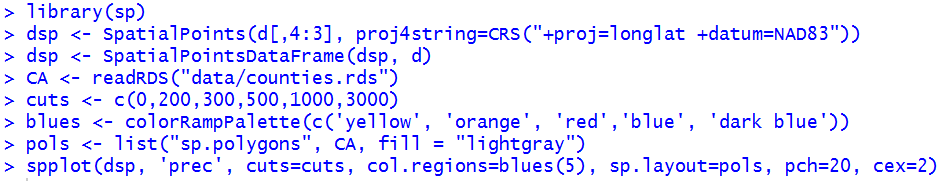 > library(sp)
> dsp <- SpatialPoints(d[,4:3], proj4string=CRS("+proj=longlat +datum=NAD83"))
> dsp <- SpatialPointsDataFrame(dsp, d)
> CA <- readRDS("data/counties.rds")
> cuts <- c(0,200,300,500,1000,3000)
> blues <- colorRampPalette(c('yellow', 'orange', 'red','blue', 'dark blue'))
> pols <- list("sp.polygons", CA, fill = "lightgray")
> spplot(dsp, 'prec', cuts=cuts, col.regions=blues(5), sp.layout=pols, pch=20, cex=2)